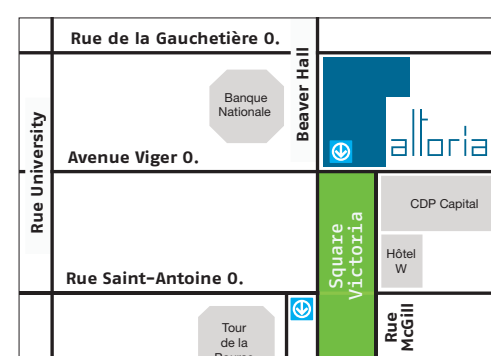 Rue de la Gauchetière O.
Beaver Hall
Banque
Nationale
altoria
Rue University
Avenue Viger O.
CDP Capital
Square
Victoria
Hôtel
W
Rue Saint-Antoine O.
Rue
McGill
Tour
de la
Bourse